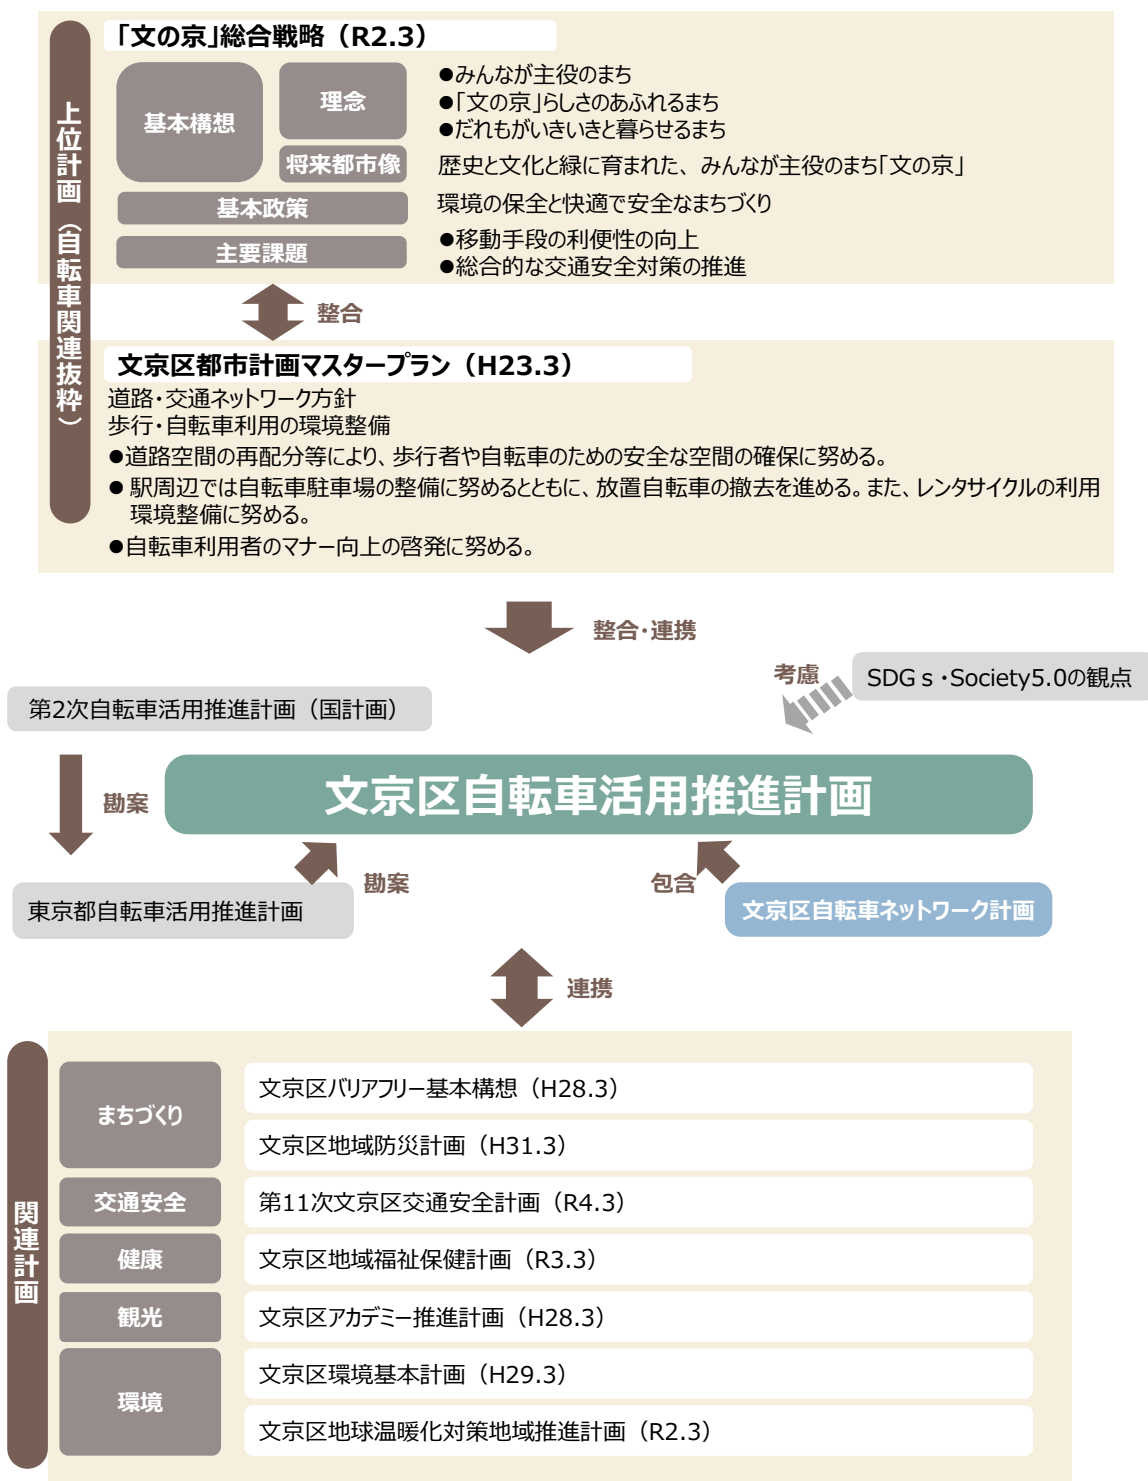 上位計画（自転車関連抜粋）
「文の京」総合戦略（R2.3）
基本構想
理念
●みんなが主役のまち
●「文の京」らしさのあふれるまち
●だれもがいきいきと暮らせるまち
将来都市像
歴史と文化と緑に育まれた、みんなが主役のまち「文の京」
基本政策
環境の保全と快適で安全なまちづくり
主要課題
●移動手段の利便性の向上
●総合的な交通安全対策の推進
整合
文京区都市計画マスタープラン（H23.3）
道路・交通ネットワーク方針
歩行・自転車利用の環境整備
●道路空間の再配分等により、歩行者や自転車のための安全な空間の確保に努める。
● 駅周辺では自転車駐車場の整備に努めるとともに、放置自転車の撤去を進める。また、レンタサイクルの利用
環境整備に努める。
●自転車利用者のマナー向上の啓発に努める。
整合・連携
考慮
SDGｓ・Society5.0の観点
第2次自転車活用推進計画（国計画）
勘案
文京区自転車活用推進計画
勘案
包含
東京都自転車活用推進計画
文京区自転車ネットワーク計画
連携
関連計画
まちづくり
文京区バリアフリー基本構想（H28.3）
文京区地域防災計画（H31.3）
交通安全
第11次文京区交通安全計画（R4.3）
健康
文京区地域福祉保健計画（R3.3）
観光
文京区アカデミー推進計画（H28.3）
環境
文京区環境基本計画（H29.3）
文京区地球温暖化対策地域推進計画（R2.3）